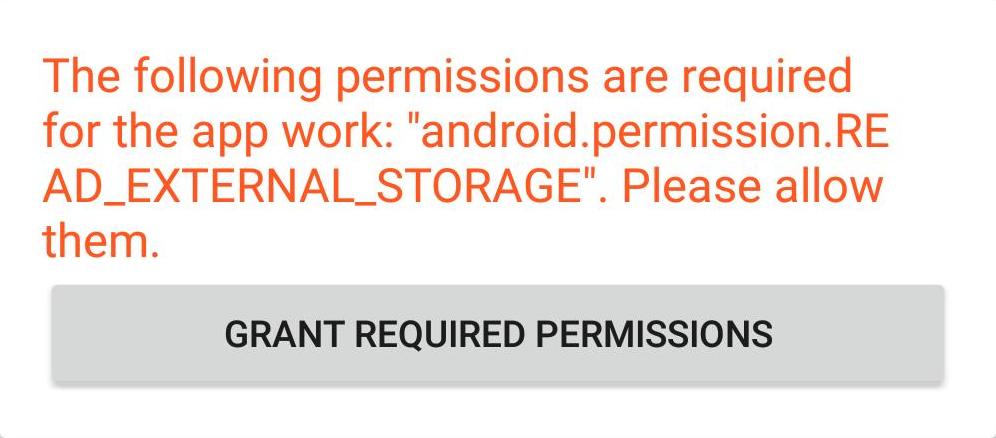 The following permissions are required
for the app work: "android.permission.RE
AD_EXTERNAL_STORAGE". Please allow
them.
GRANT REQUIRED PERMISSIONS